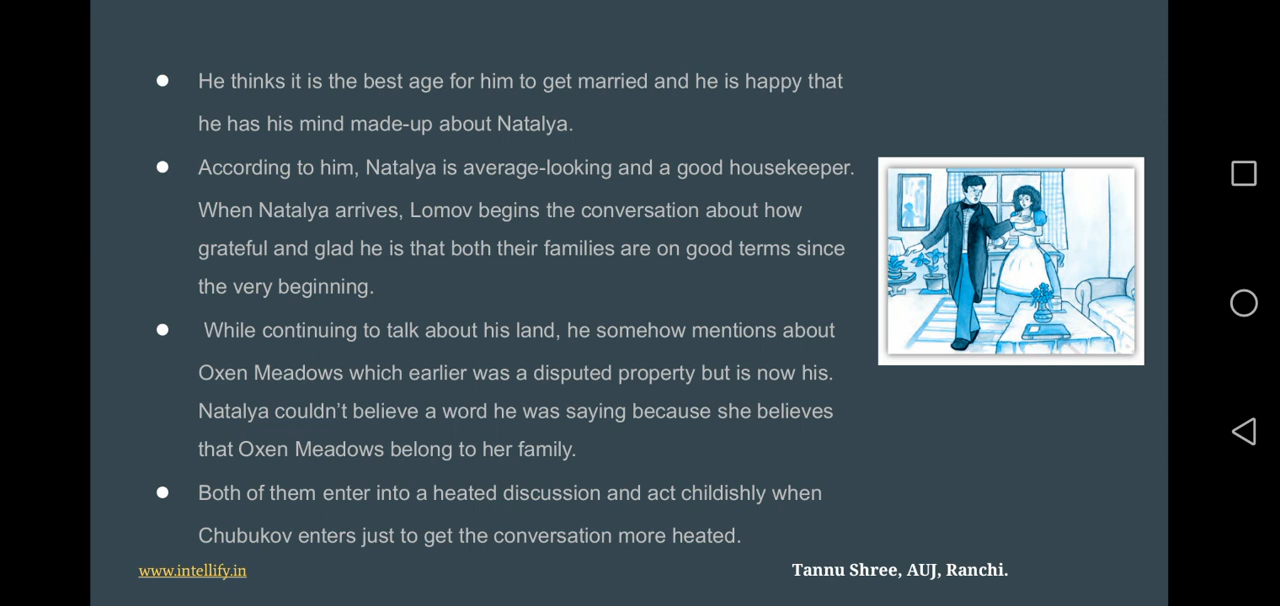 ● He thinks it is the best age for him to get married and he is happy that
he has his mind made-up about Natalya.
● According to him, Natalya is average-looking and a good housekeeper.
When Natalya arrives, Lomov begins the conversation about how
grateful and glad he is that both their families are on good terms since
the very beginning.
● While continuing to talk about his land, he somehow mentions about
Oxen Meadows which earlier was a disputed property but is now his.
Natalya couldn’t believe a word he was saying because she believes
that Oxen Meadows belong to her family.
● Both of them enter into a heated discussion and act childishly when
Chubukov enters just to get the conversation more heated.
www.intellify.in
Tannu Shree, AUJ, Ranchi.